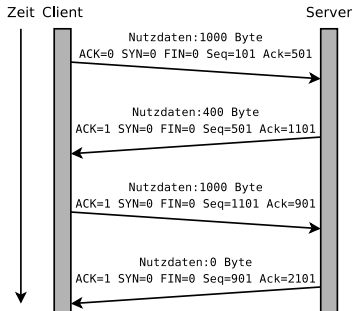 Zeit Client Server
Nutzdaten:1000 Byte
ACK=0 SYN=0 FIN=0 Seq=101 Ack=501
Nutzdaten:400 Byte
ACK=1 SYN=0 FIN=0 Seq=501 Ack=1101
Nutzdaten:1000 Byte
ACK=1 SYN=0 FIN=0 Seq=1101 Ack=901
Nutzdaten:0 Byte
ACK=1 SYN=0 FIN=0 Seq=901 Ack=2101